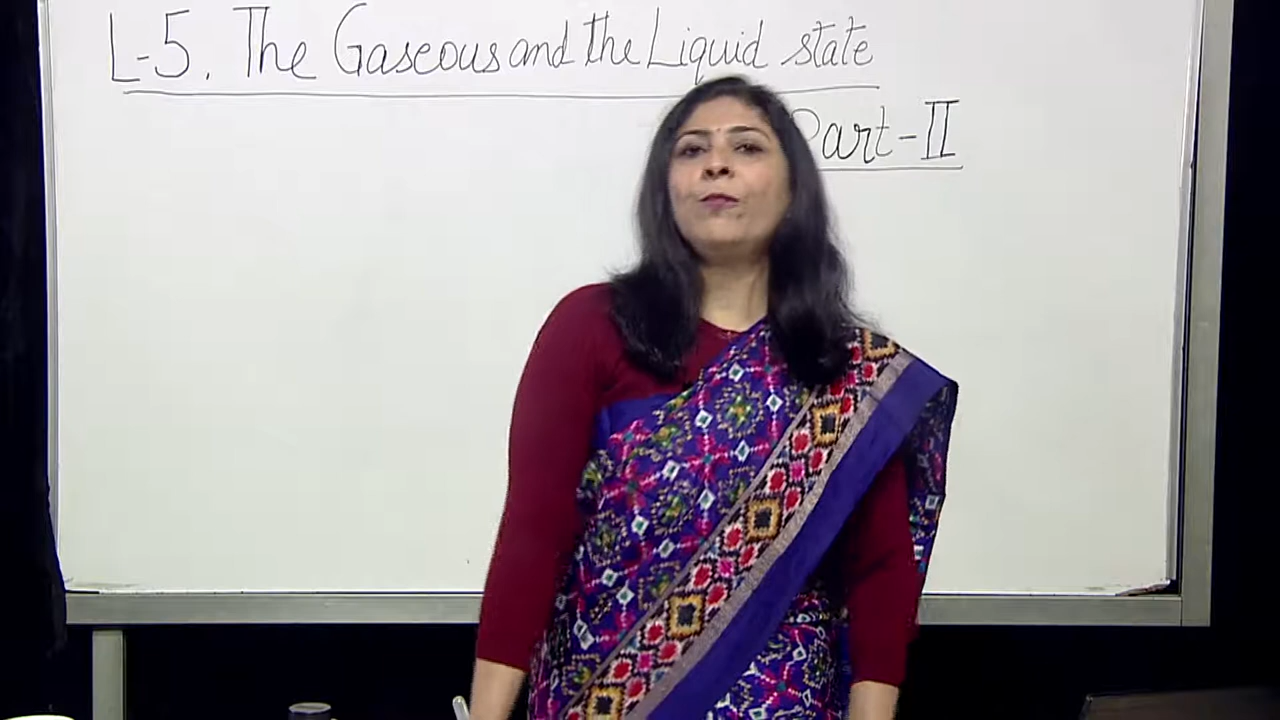 L-5. The Gaseous and the Liquid state
Part-II